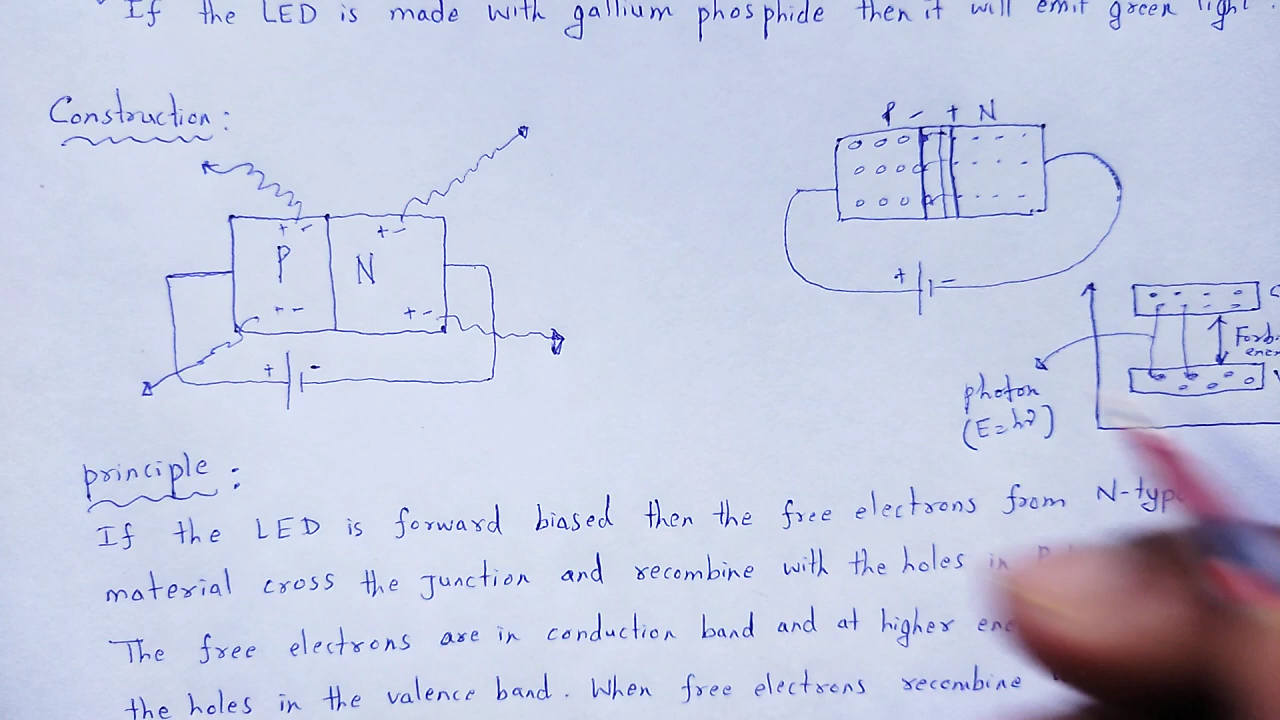 If the LED is made with gallium phosphide then it will emit green light.
Construction:
P - + N
+ - + -
P N
+ - + -
+ -
+ -
Forb
photon
(E=hν)
principle:
If the LED is forward biased then the free electrons from N-typ
material cross the junction and recombine with the holes in
The free electrons are in conduction band and at higher
the holes in the valence band. When free electrons recombine